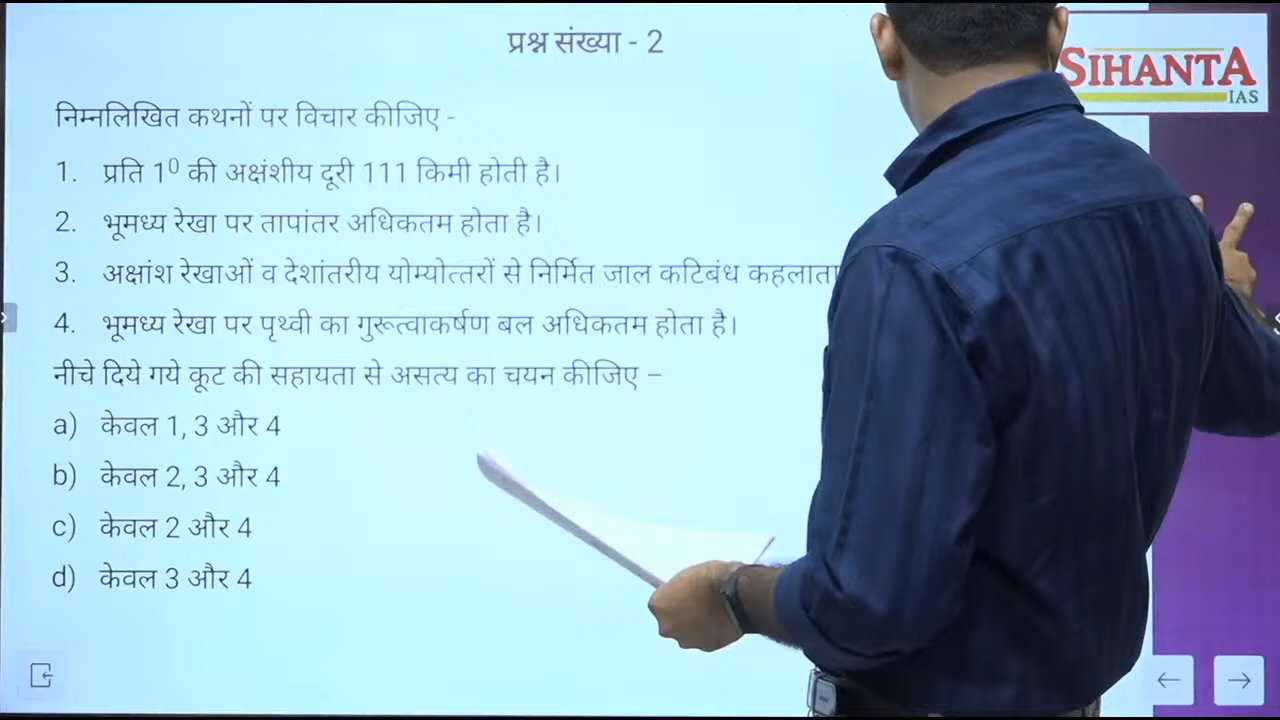 प्रश्न संख्या - 2
SIHANTA
IAS
निम्नलिखित कथनों पर विचार कीजिए -
1. प्रति 1⁰ की अक्षंशीय दूरी 111 किमी होती है।
2. भूमध्य रेखा पर तापांतर अधिकतम होता है।
3. अक्षांश रेखाओं व देशांतरीय योम्योत्तरों से निर्मित जाल कटिबंध कहलाता
4. भूमध्य रेखा पर पृथ्वी का गुरूत्वाकर्षण बल अधिकतम होता है।
नीचे दिये गये कूट की सहायता से असत्य का चयन कीजिए –
a) केवल 1, 3 और 4
b) केवल 2, 3 और 4
c) केवल 2 और 4
d) केवल 3 और 4